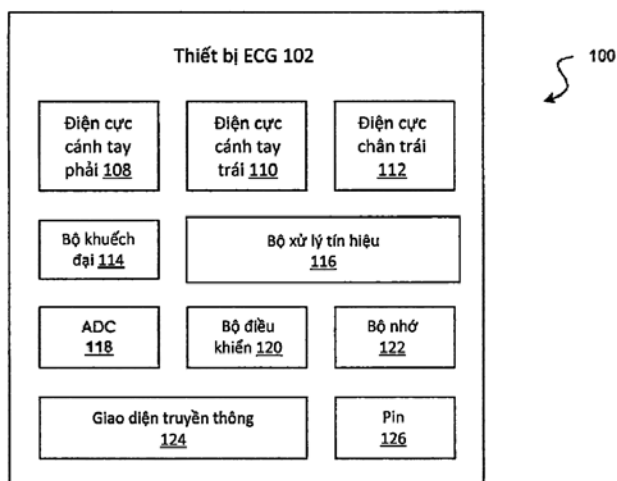 Thiết bị ECG 102
100
Điện cực
cánh tay
phải 108
Điện cực
cánh tay
trái 110
Điện cực
chân trái
112
Bộ khuếch
đại 114
Bộ xử lý tín hiệu
116
ADC
118
Bộ điều
khiển 120
Bộ nhớ
122
Giao diện truyền thông
124
Pin
126